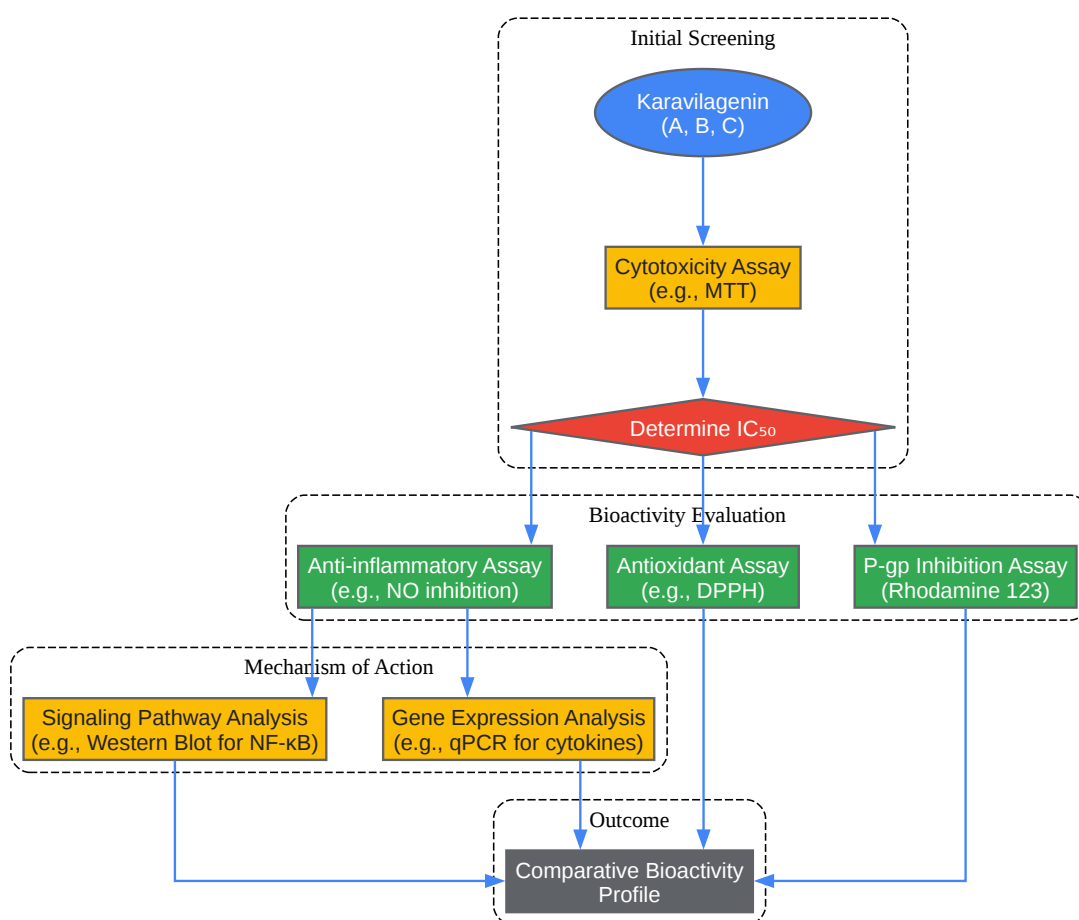 Initial Screening
Karavilagenin
(A, B, C)
Cytotoxicity Assay
(e.g., MTT)
Determine IC₅₀
Bioactivity Evaluation
Anti-inflammatory Assay
(e.g., NO inhibition)
Antioxidant Assay
(e.g., DPPH)
P-gp Inhibition Assay
(Rhodamine 123)
Mechanism of Action
Signaling Pathway Analysis
(e.g., Western Blot for NF-κB)
Gene Expression Analysis
(e.g., qPCR for cytokines)
Outcome
Comparative Bioactivity
Profile